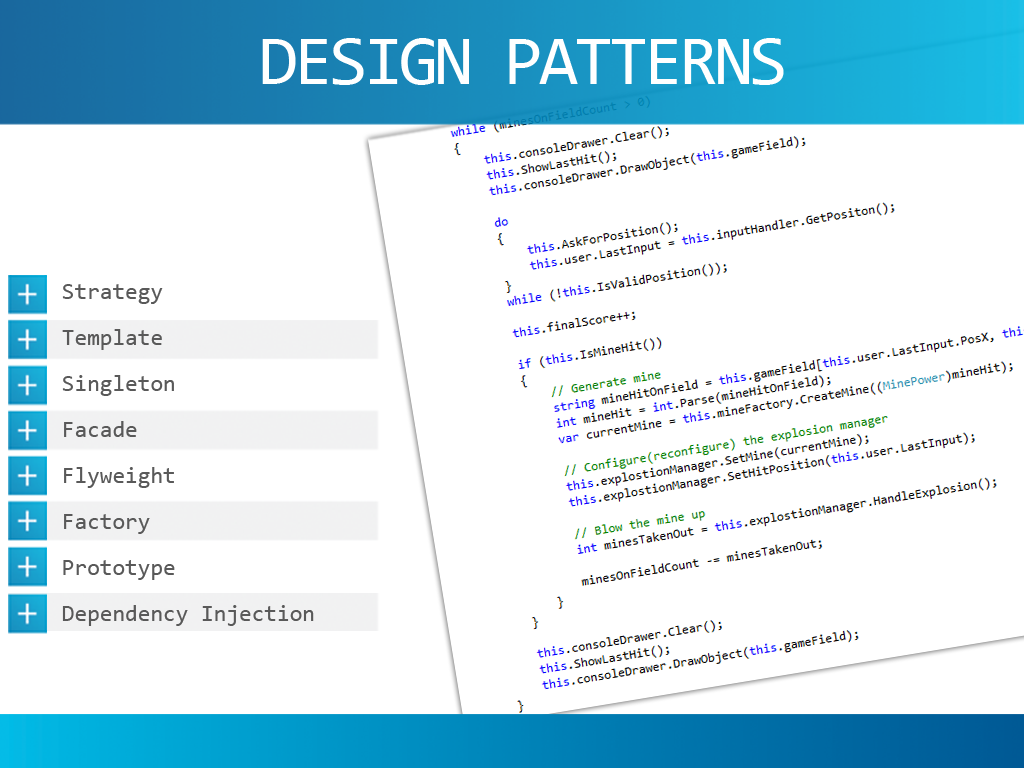 DESIGN PATTERNS
Strategy
Template
Singleton
Facade
Flyweight
Factory
Prototype
Dependency Injection
while (minesOnFieldCount > 0)
{
this.consoleDrawer.Clear();
this.ShowLastHit();
this.consoleDrawer.DrawObject(this.gameField);
do
{
this.AskForPosition();
this.user.LastInput = this.inputHandler.GetPositon();
}
while (!this.IsValidPosition());
this.finalScore++;
if (this.IsMineHit())
{
// Generate mine
string mineHitOnField = this.gameField[this.user.LastInput.PosX, thi
int mineHit = int.Parse(mineHitOnField);
var currentMine = this.mineFactory.CreateMine((MinePower)mineHit);
// Configure(reconfigure) the explosion manager
this.explostionManager.SetMine(currentMine);
this.explostionManager.SetHitPosition(this.user.LastInput);
// Blow the mine up
int minesTakenOut = this.explostionManager.HandleExplosion();
minesOnFieldCount -= minesTakenOut;
}
}
this.consoleDrawer.Clear();
this.ShowLastHit();
this.consoleDrawer.DrawObject(this.gameField);
}